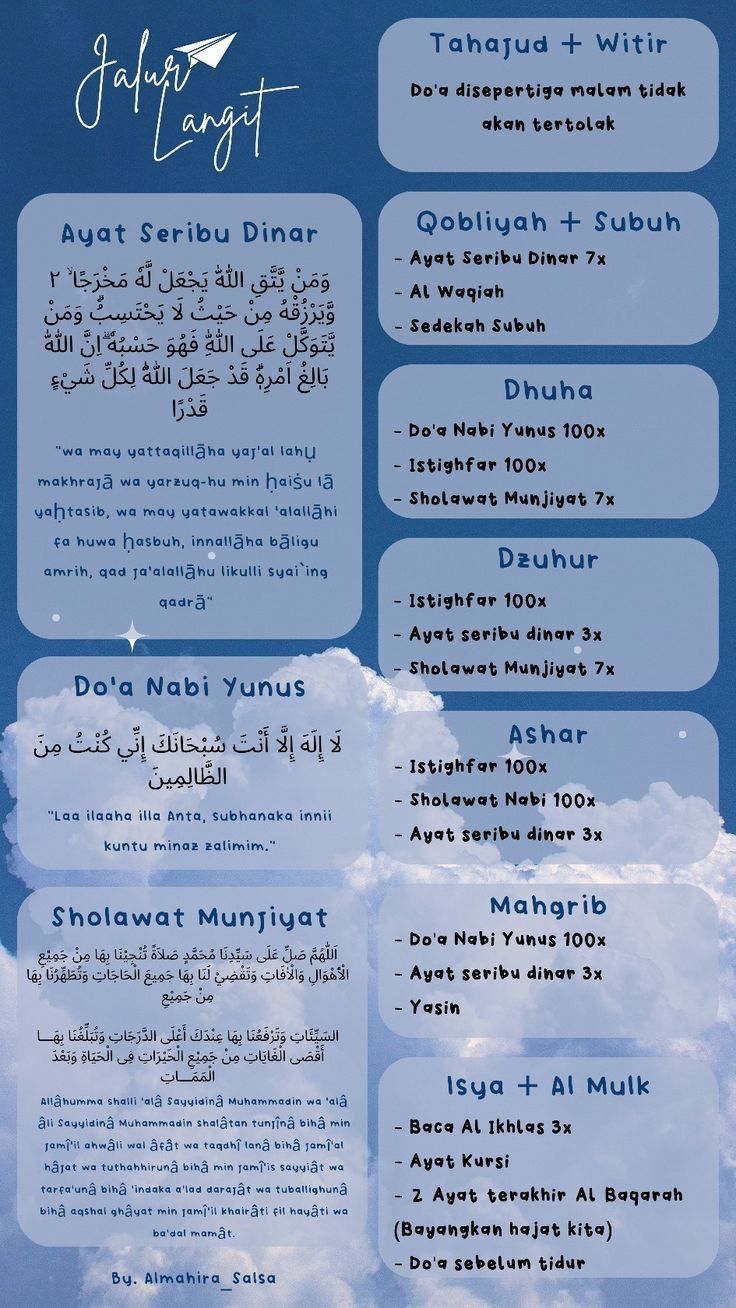 Jalur
Langit
Ayat Seribu Dinar
وَمَنْ يَّتَّقِ اللّٰهَ يَجْعَلْ لَّهٗ مَخْرَجًاۙ ٢
وَّيَرْزُقْهُ مِنْ حَيْثُ لَا يَحْتَسِبُۗ وَمَنْ
يَّتَوَكَّلْ عَلَى اللّٰهِ فَهُوَ حَسْبُهٗۗ اِنَّ اللّٰهَ
بَالِغُ اَمْرِهٖۗ قَدْ جَعَلَ اللّٰهُ لِكُلِّ شَيْءٍ
قَدْرًا
"wa may yattaqillāha yaj'al lahụ
makhrajā wa yarzuq-hu min ḥaiṡu lā
yaḥtasib, wa may yatawakkal 'alallāhi
fa huwa ḥasbuh, innallāha bāligu
amrih, qad ja'alallāhu likulli syai`ing
qadrā"
Do'a Nabi Yunus
لَا إِلَهَ إِلَّا أَنْتَ سُبْحَانَكَ إِنِّي كُنْتُ مِنَ
الظَّالِمِينَ
"Laa ilaaha illa Anta, subhanaka innii
kuntu minaz zalimim."
Sholawat Munjiyat
اَللّٰهُمَّ صَلِّ عَلَى سَيِّدِنَا مُحَمَّدٍ صَلاَةً تُنْجِيْنَا بِهَا مِنْ جَمِيْعِ
الْأَهْوَالِ وَالْاٰفَاتِ وَتَقْضِيْ لَنَا بِهَا جَمِيعَ الْحَاجَاتِ وَتُطَهِّرُنَا بِهَا
مِنْ جَمِيْعِ
السَيِّئَاتِ وَتَرْفَعُنَا بِهَا عِنْدَكَ أَعْلَى الدَّرَجَاتِ وَتُبَلِّغُنَا بِهَـــا
أَقْصَى الْغَايَاتِ مِنْ جَمِيْعِ الْخَيْرَاتِ فِى الْحَيَاةِ وَبَعْدَ
الْمَمَـــاتِ
Allâhumma shalli 'alâ Sayyidinâ Muhammadin wa 'alâ
âli Sayyidinâ Muhammadin shalâtan tunjînâ bihâ min
jamî'il ahwâli wal âfât wa taqdhî lanâ bihâ jamî'al
hâjat wa tuthahhirunâ bihâ min jamî'is sayyiât wa
tarfa'unâ bihâ 'indaka a'lad darajât wa tuballighunâ
bihâ aqshal ghâyat min jamî'il khairâti fil hayâti wa
ba'dal mamât.
By. Almahira_Salsa
Tahajud + Witir
Do'a disepertiga malam tidak
akan tertolak
Qobliyah + Subuh
- Ayat Seribu Dinar 7x
- Al Waqiah
- Sedekah Subuh
Dhuha
- Do'a Nabi Yunus 100x
- Istighfar 100x
- Sholawat Munjiyat 7x
Dzuhur
- Istighfar 100x
- Ayat seribu dinar 3x
- Sholawat Munjiyat 7x
Ashar
- Istighfar 100x
- Sholawat Nabi 100x
- Ayat seribu dinar 3x
Mahgrib
- Do'a Nabi Yunus 100x
- Ayat seribu dinar 3x
- Yasin
Isya + Al Mulk
- Baca Al Ikhlas 3x
- Ayat Kursi
- 2 Ayat terakhir Al Baqarah
(Bayangkan hajat kita)
- Do'a sebelum tidur